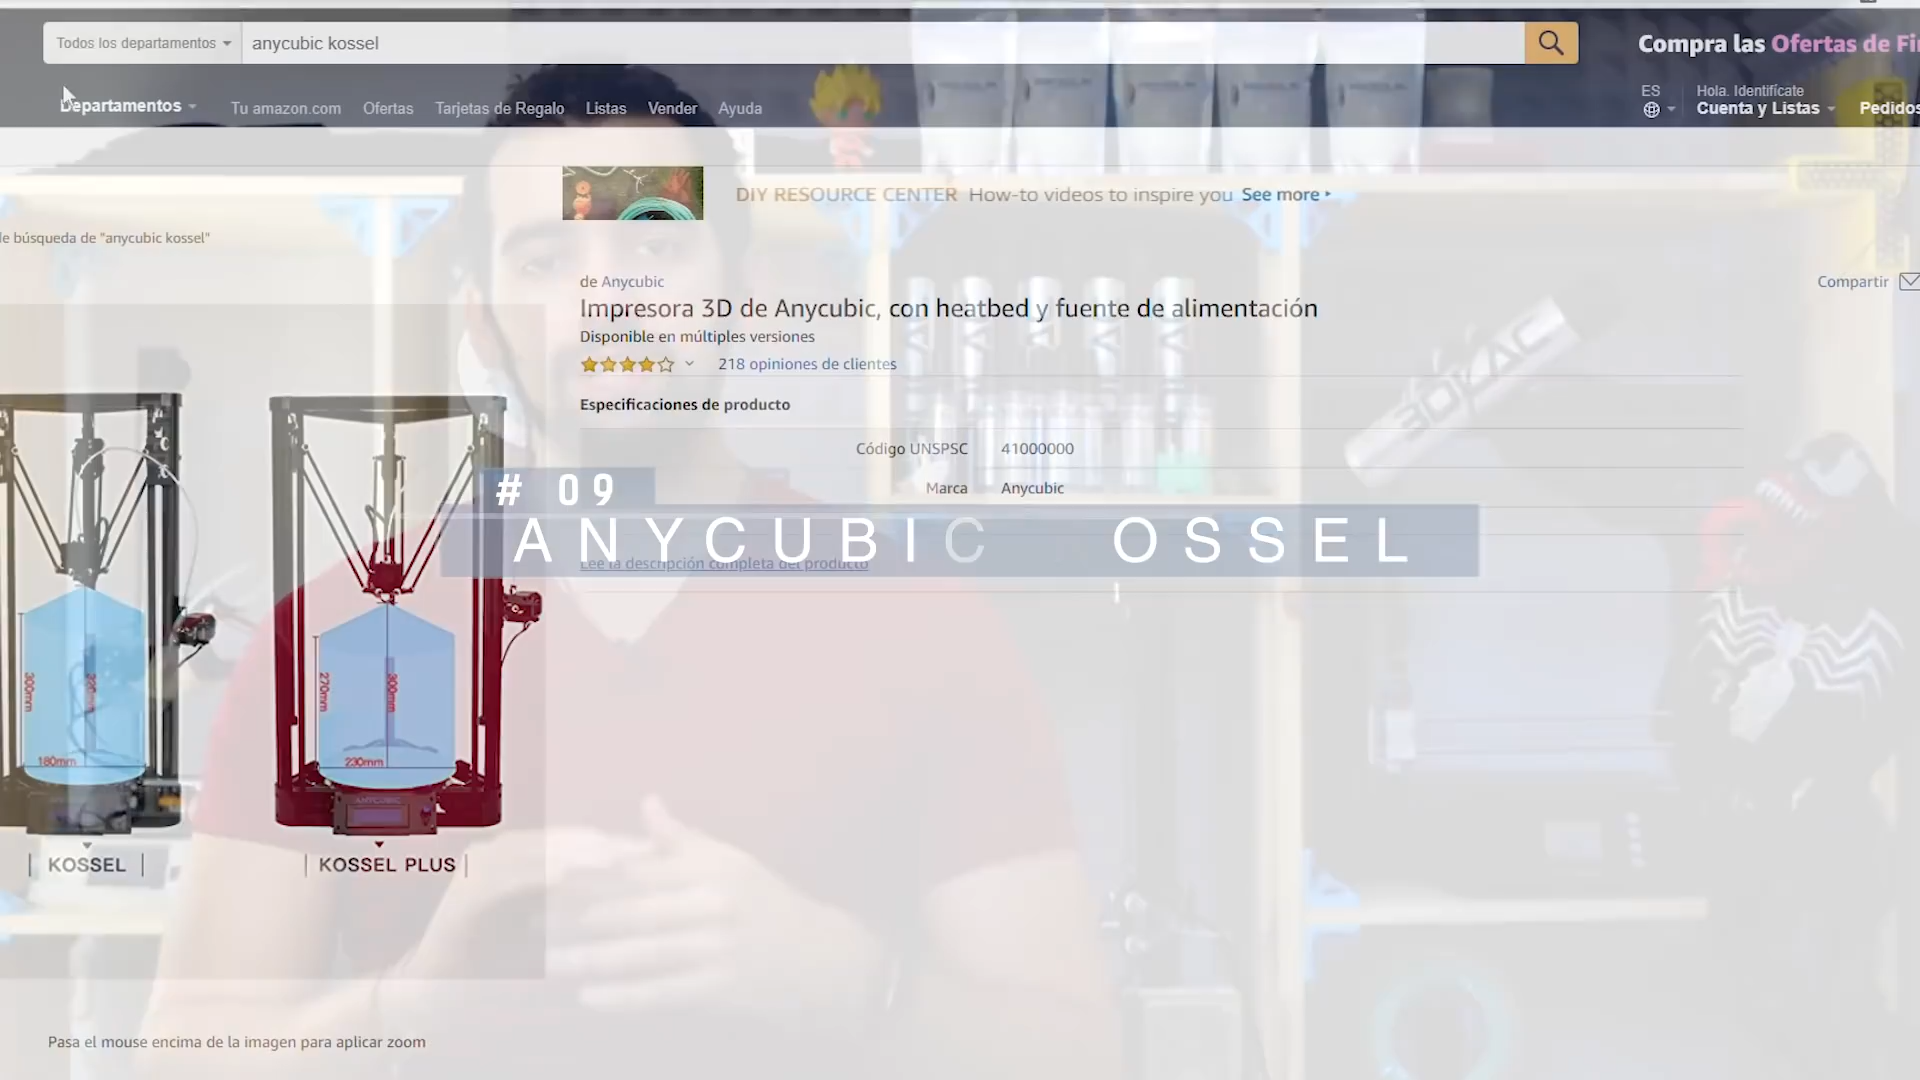 Todos los departamentos
anycubic kossel
Compra las Ofertas de Fi
Departamentos
Tu amazon.com
Ofertas
Tarjetas de Regalo
Listas
Vender
Ayuda
ES
Hola. Identifícate
Cuenta y Listas
Pedidos
DIY RESOURCE CENTER How-to videos to inspire you See more
de búsqueda de "anycubic kossel"
de Anycubic
Compartir
Impresora 3D de Anycubic, con heatbed y fuente de alimentación
Disponible en múltiples versiones
218 opiniones de clientes
Especificaciones de producto
Código UNSPSC 41000000
Marca Anycubic
# 09
ANYCUBIC OSSEL
Lee la descripción completa del producto
3DLAC
300mm
320mm
180mm
270mm
300mm
230mm
ANYCUBIC
KOSSEL
KOSSEL PLUS
Pasa el mouse encima de la imagen para aplicar zoom